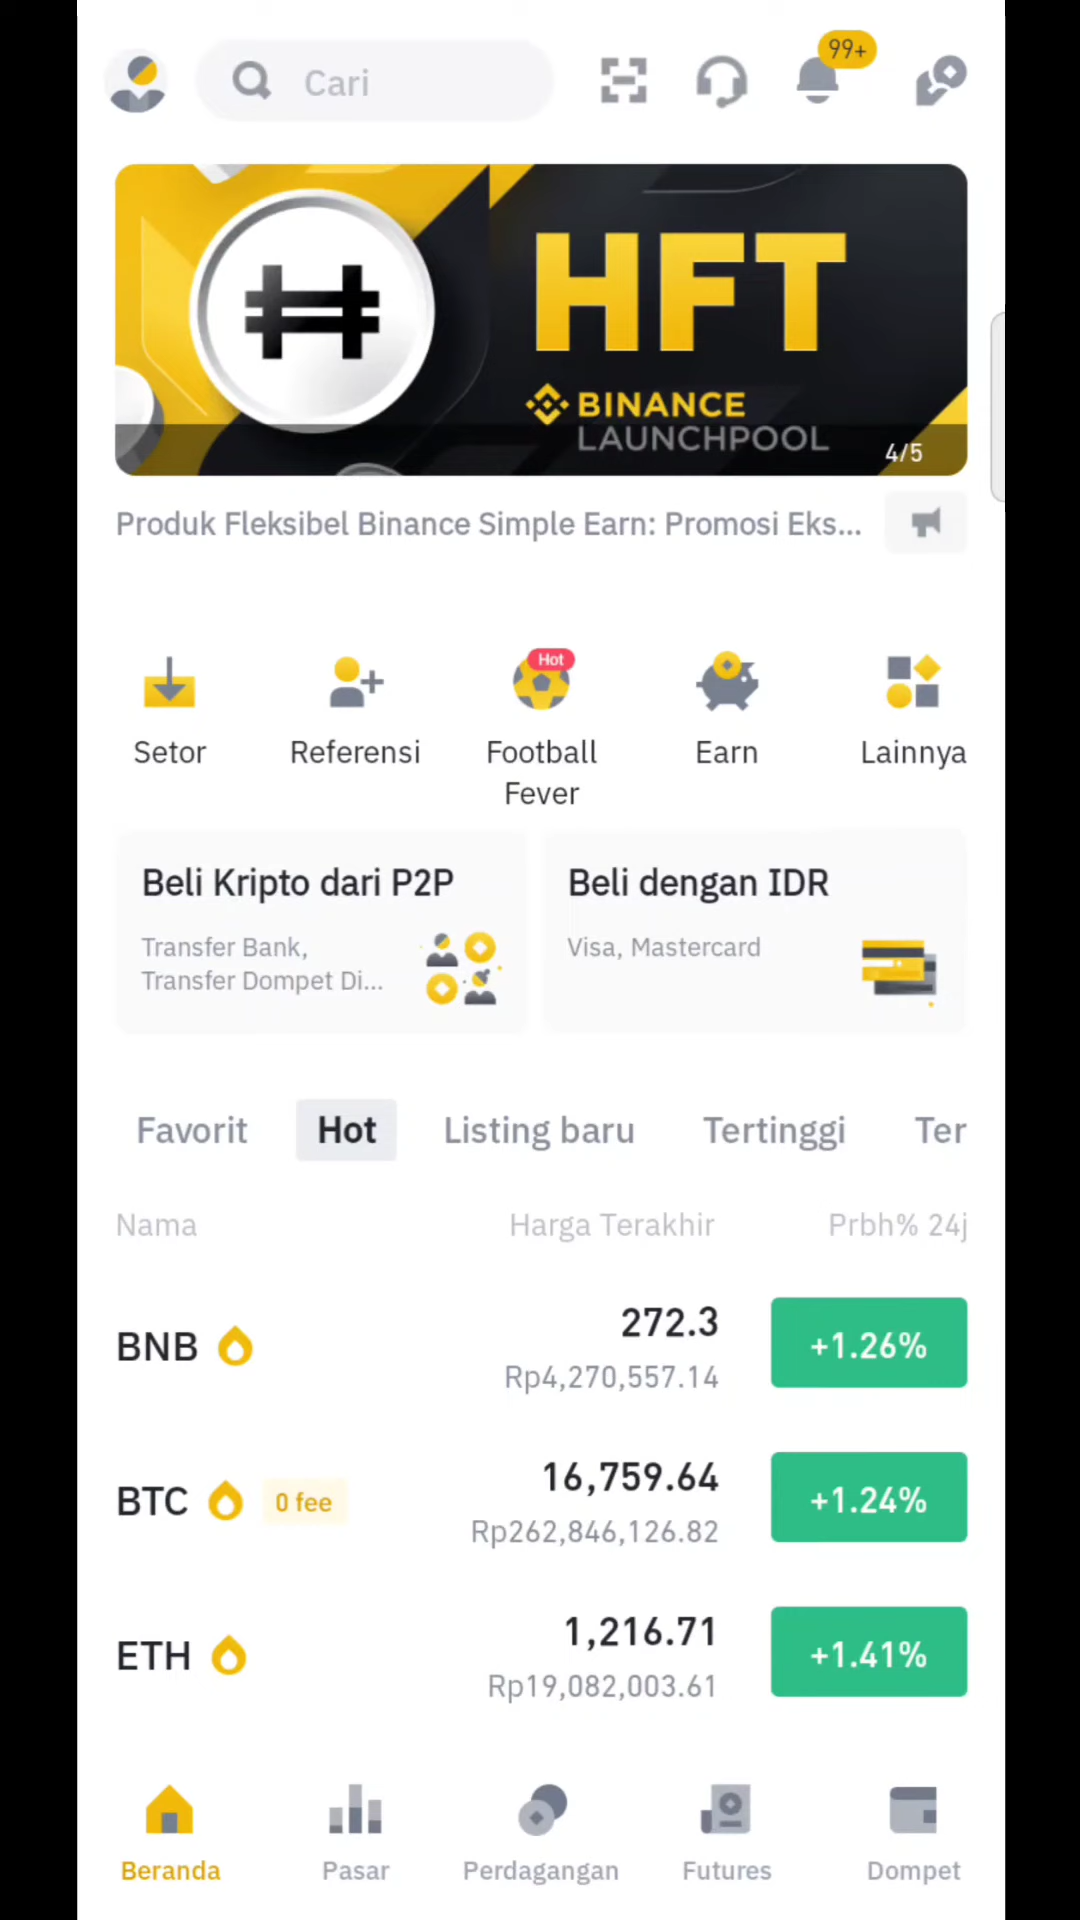 Cari
99+
HFT
BINANCE
LAUNCHPOOL
4/5
Produk Fleksibel Binance Simple Earn: Promosi Eks...
Hot
Setor
Referensi
Football
Fever
Earn
Lainnya
Beli Kripto dari P2P
Transfer Bank,
Transfer Dompet Di...
Beli dengan IDR
Visa, Mastercard
Favorit Hot Listing baru Tertinggi Ter
Nama Harga Terakhir Prbh% 24j
BNB 272.3 +1.26%
Rp4,270,557.14
BTC 0 fee 16,759.64 +1.24%
Rp262,846,126.82
ETH 1,216.71 +1.41%
Rp19,082,003.61
Beranda Pasar Perdagangan Futures Dompet